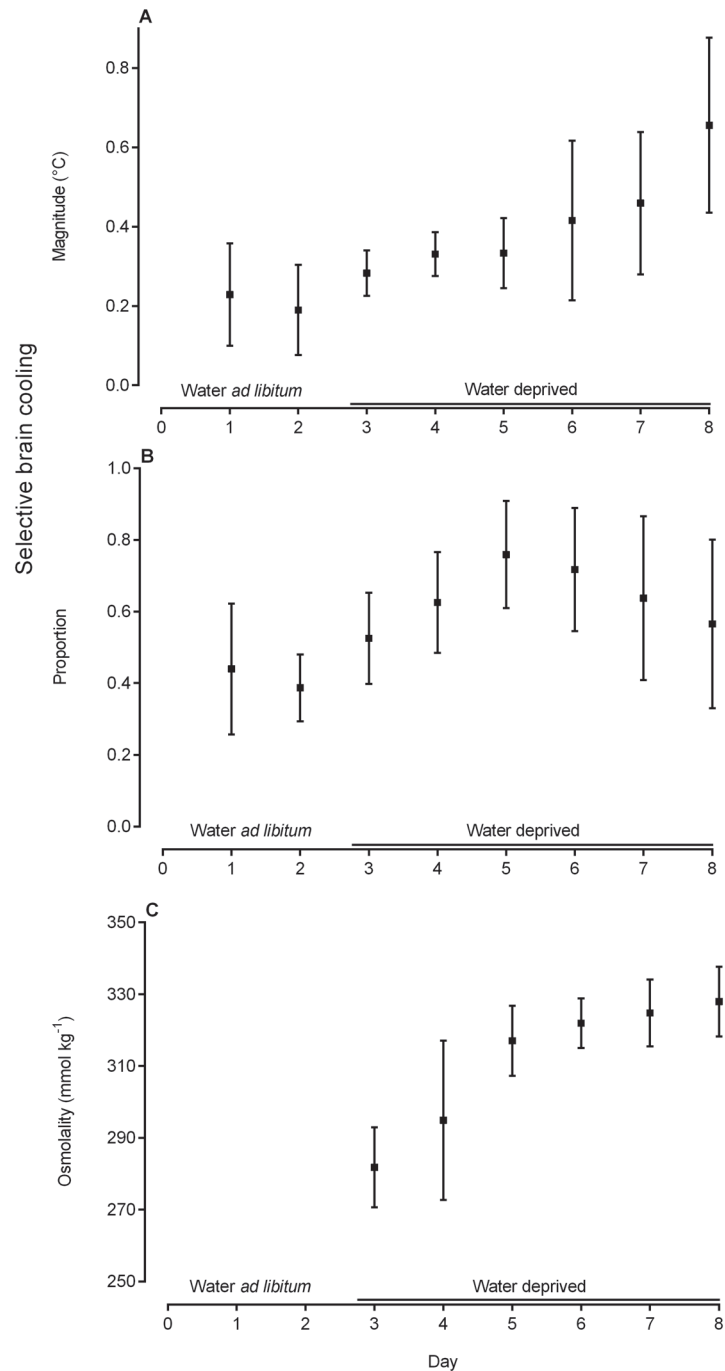 Selective brain cooling
A
Magnitude (°C)
0.8
0.6
0.4
0.2
0.0
Water ad libitum Water deprived
0 1 2 3 4 5 6 7 8
B
Proportion
1.0
0.8
0.6
0.4
0.2
0.0
Water ad libitum Water deprived
0 1 2 3 4 5 6 7 8
C
Osmolality (mmol kg⁻¹)
350
330
310
290
270
250
Water ad libitum Water deprived
0 1 2 3 4 5 6 7 8
Day